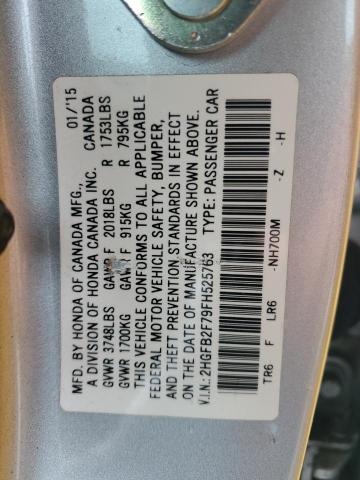 MFD. BY HONDA OF CANADA MFG., 01/'15
A DIVISION OF HONDA CANADA INC. CANADA
GVWR 3748LBS GAWR F 2018LBS R 1753LBS
GVWR 1700KG GAWR F 915KG R 795KG
THIS VEHICLE CONFORMS TO ALL APPLICABLE
FEDERAL MOTOR VEHICLE SAFETY, BUMPER,
AND THEFT PREVENTION STANDARDS IN EFFECT
ON THE DATE OF MANUFACTURE SHOWN ABOVE.
V.I.N.: 2HGFB2F79FH525763 TYPE: PASSENGER CAR
TR6 F LR6 -NH700M -Z -H